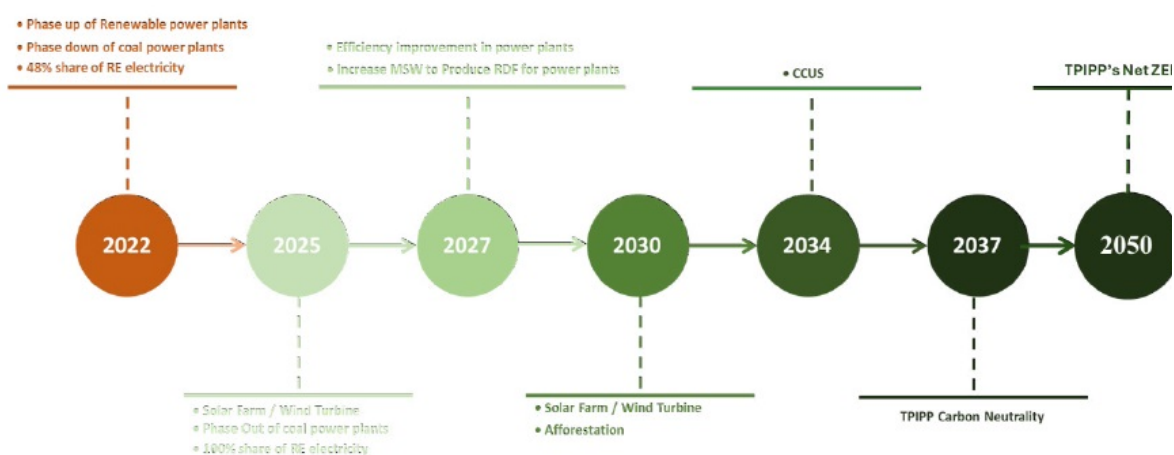 • Phase up of Renewable power plants
• Phase down of coal power plants
• 48% share of RE electricity
• Efficiency improvement in power plants
• Increase MSW to Produce RDF for power plants
• CCUS
TPIPP's Net ZE
2022
2025
2027
2030
2034
2037
2050
• Solar Farm / Wind Turbine
• Phase Out of coal power plants
• 100% share of RE electricity
• Solar Farm / Wind Turbine
• Afforestation
TPIPP Carbon Neutrality